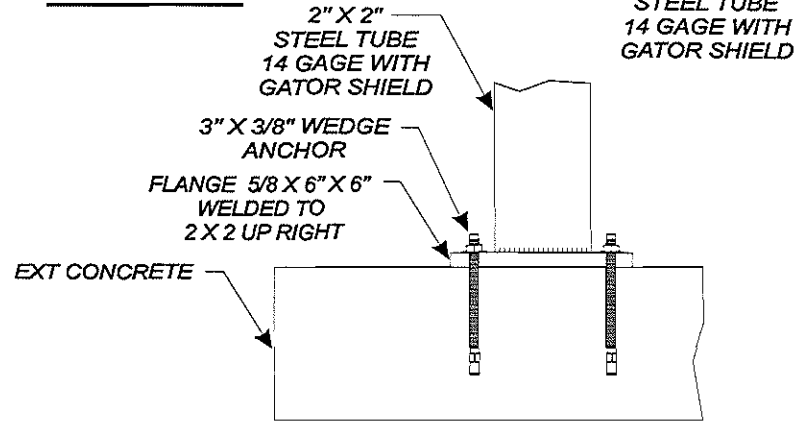 2" X 2"
STEEL TUBE
14 GAGE WITH
GATOR SHIELD
3" X 3/8" WEDGE
ANCHOR
FLANGE 5/8 X 6" X 6"
WELDED TO
2 X 2 UP RIGHT
EXT CONCRETE
STEEL TUBE
14 GAGE WITH
GATOR SHIELD